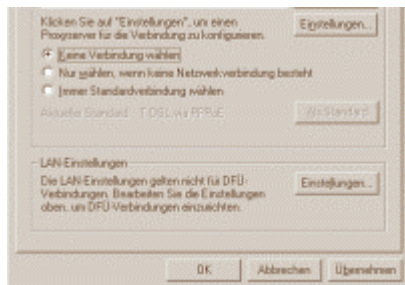 Klicken Sie auf "Einstellungen", um einen
Proxyserver für die Verbindung zu konfigurieren.
Einstellungen...
Keine Verbindung wählen
Nur wählen, wenn keine Netzwerkverbindung besteht
Immer Standardverbindung wählen
Aktueller Standard: T-DSL via PPPoE
Als Standard
LAN-Einstellungen
Die LAN-Einstellungen gelten nicht für DFÜ-
Verbindungen. Bearbeiten Sie die Einstellungen
oben, um DFÜ-Verbindungen einzurichten.
Einstellungen...
OK Abbrechen Übernehmen